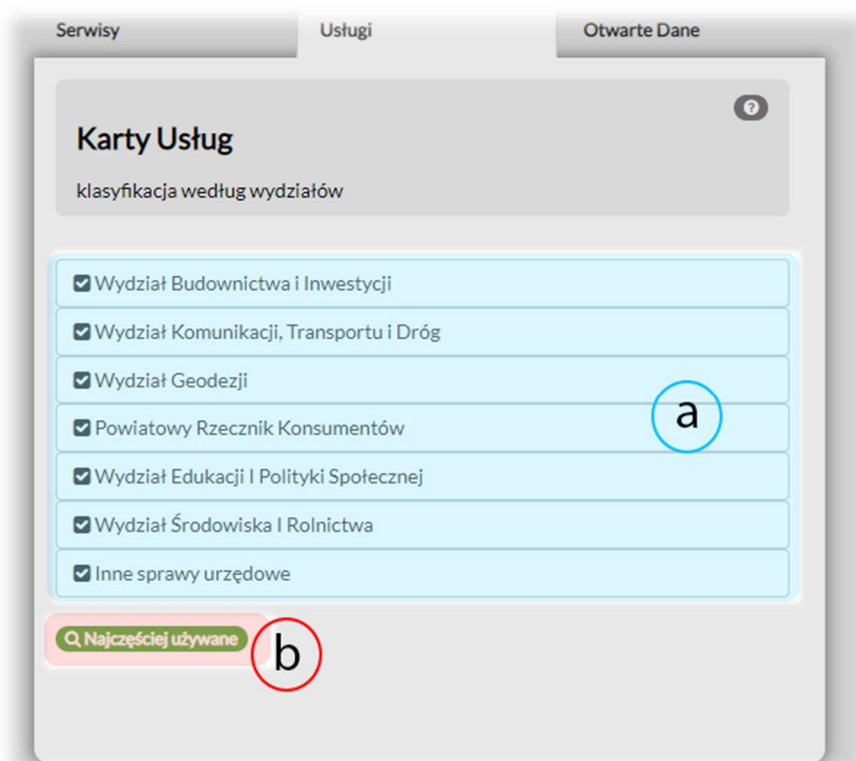 Serwisy
Usługi
Otwarte Dane
Karty Usług
klasyfikacja według wydziałów
Wydział Budownictwa i Inwestycji
Wydział Komunikacji, Transportu i Dróg
Wydział Geodezji
a
Powiatowy Rzecznik Konsumentów
Wydział Edukacji I Polityki Społecznej
Wydział Środowiska I Rolnictwa
Inne sprawy urzędowe
Najczęściej używane
b